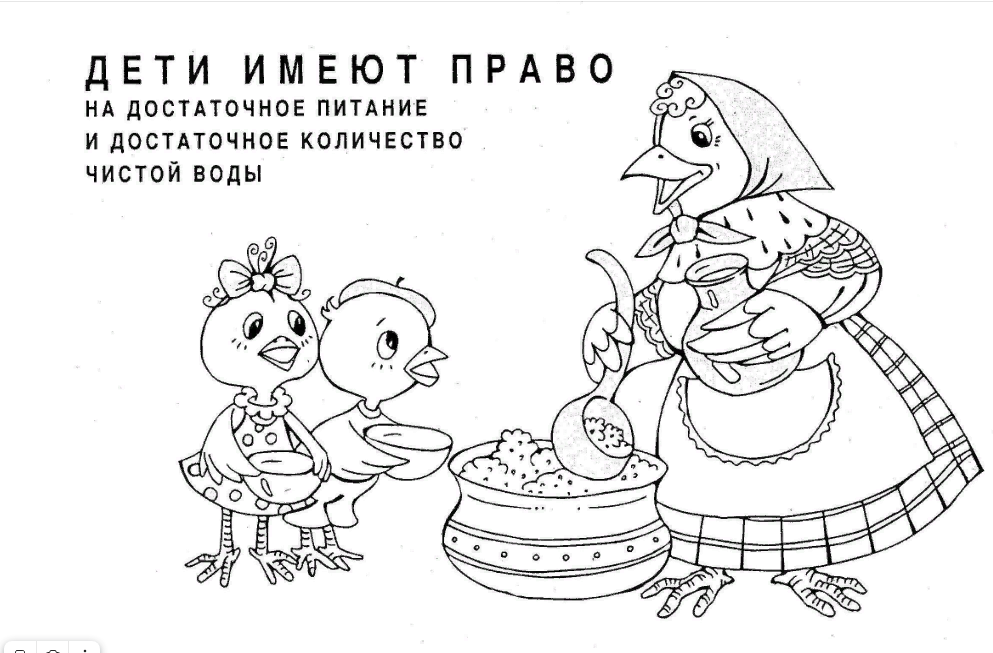 ДЕТИ ИМЕЮТ ПРАВО
НА ДОСТАТОЧНОЕ ПИТАНИЕ
И ДОСТАТОЧНОЕ КОЛИЧЕСТВО
ЧИСТОЙ ВОДЫ